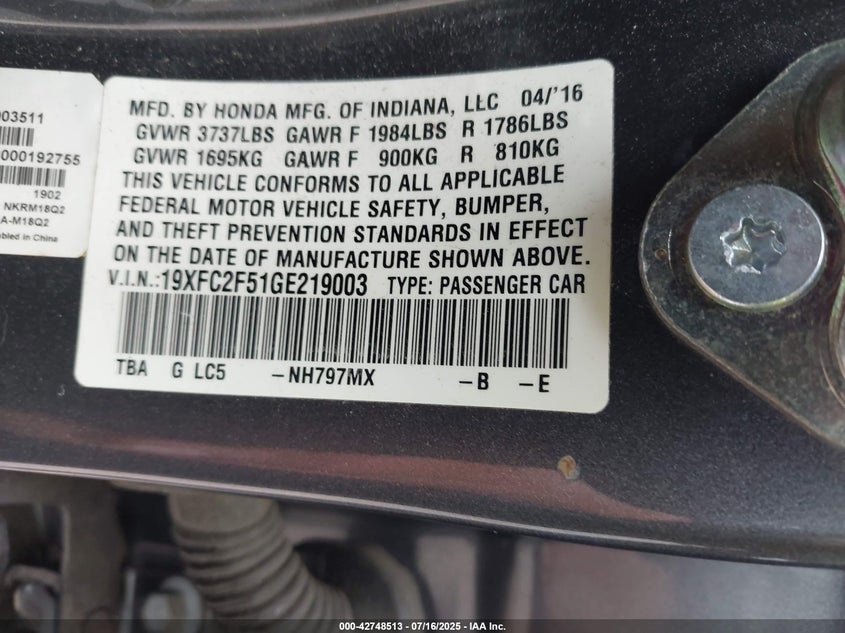 003511
000192755
1902
NKRM18Q2
A-M18Q2
bled in China
MFD. BY HONDA MFG. OF INDIANA, LLC 04/'16
GVWR 3737LBS GAWR F 1984LBS R 1786LBS
GVWR 1695KG GAWR F 900KG R 810KG
THIS VEHICLE CONFORMS TO ALL APPLICABLE
FEDERAL MOTOR VEHICLE SAFETY, BUMPER,
AND THEFT PREVENTION STANDARDS IN EFFECT
ON THE DATE OF MANUFACTURE SHOWN ABOVE.
V.I.N.:19XFC2F51GE219003 TYPE: PASSENGER CAR
TBA G LC5 -NH797MX -B -E
000-42748513 - 07/16/2025 - IAA Inc.